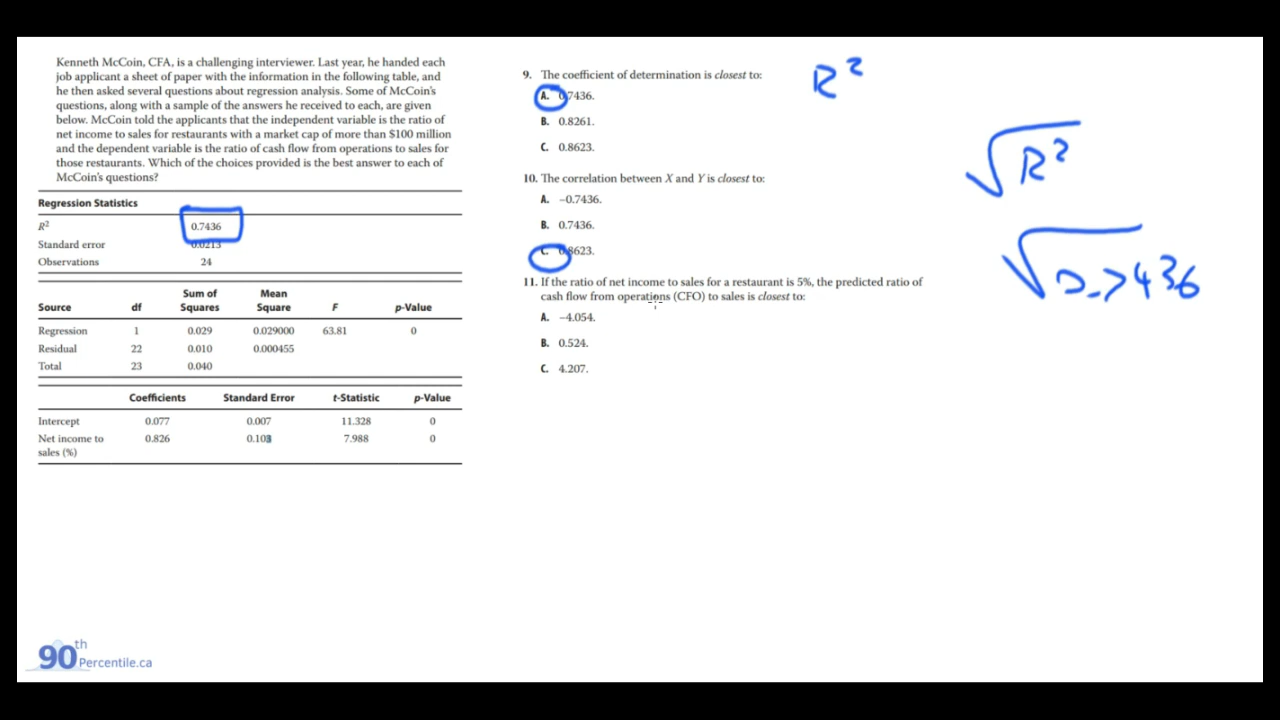 Kenneth McCoin, CFA, is a challenging interviewer. Last year, he handed each
job applicant a sheet of paper with the information in the following table, and
he then asked several questions about regression analysis. Some of McCoin's
questions, along with a sample of the answers he received to each, are given
below. McCoin told the applicants that the independent variable is the ratio of
net income to sales for restaurants with a market cap of more than $100 million
and the dependent variable is the ratio of cash flow from operations to sales for
those restaurants. Which of the choices provided is the best answer to each of
McCoin's questions?
Regression Statistics
R² 0.7436
Standard error 0.0213
Observations 24
Sum of Mean
Source df Squares Square F p-Value
Regression 1 0.029 0.029000 63.81 0
Residual 22 0.010 0.000455
Total 23 0.040
Coefficients Standard Error t-Statistic p-Value
Intercept 0.077 0.007 11.328 0
Net income to 0.826 0.103 7.988 0
sales (%)
90th
Percentile.ca
9. The coefficient of determination is closest to:
A. 0.7436.
B. 0.8261.
C. 0.8623.
10. The correlation between X and Y is closest to:
A. −0.7436.
B. 0.7436.
C. 0.8623.
11. If the ratio of net income to sales for a restaurant is 5%, the predicted ratio of
cash flow from operations (CFO) to sales is closest to:
A. −4.054.
B. 0.524.
C. 4.207.
R²
√R²
√0.7436